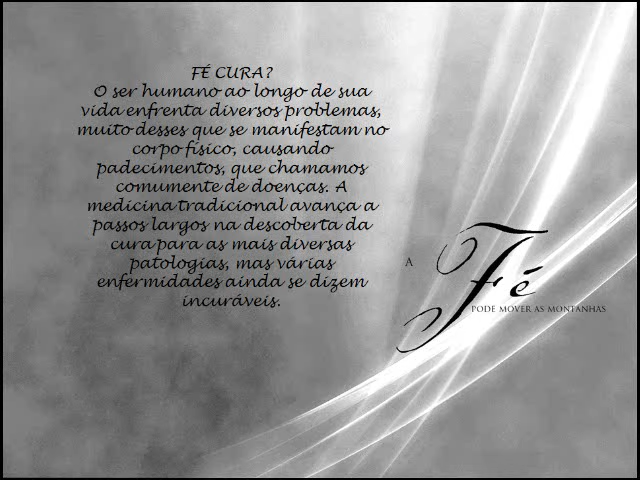 FÉ CURA?
O ser humano ao longo de sua
vida enfrenta diversos problemas,
muito desses que se manifestam no
corpo físico, causando
padecimentos, que chamamos
comumente de doenças. A
medicina tradicional avança a
passos largos na descoberta da
cura para as mais diversas
patologias, mas várias
enfermidades ainda se dizem
incuráveis.
A Fé
PODE MOVER AS MONTANHAS